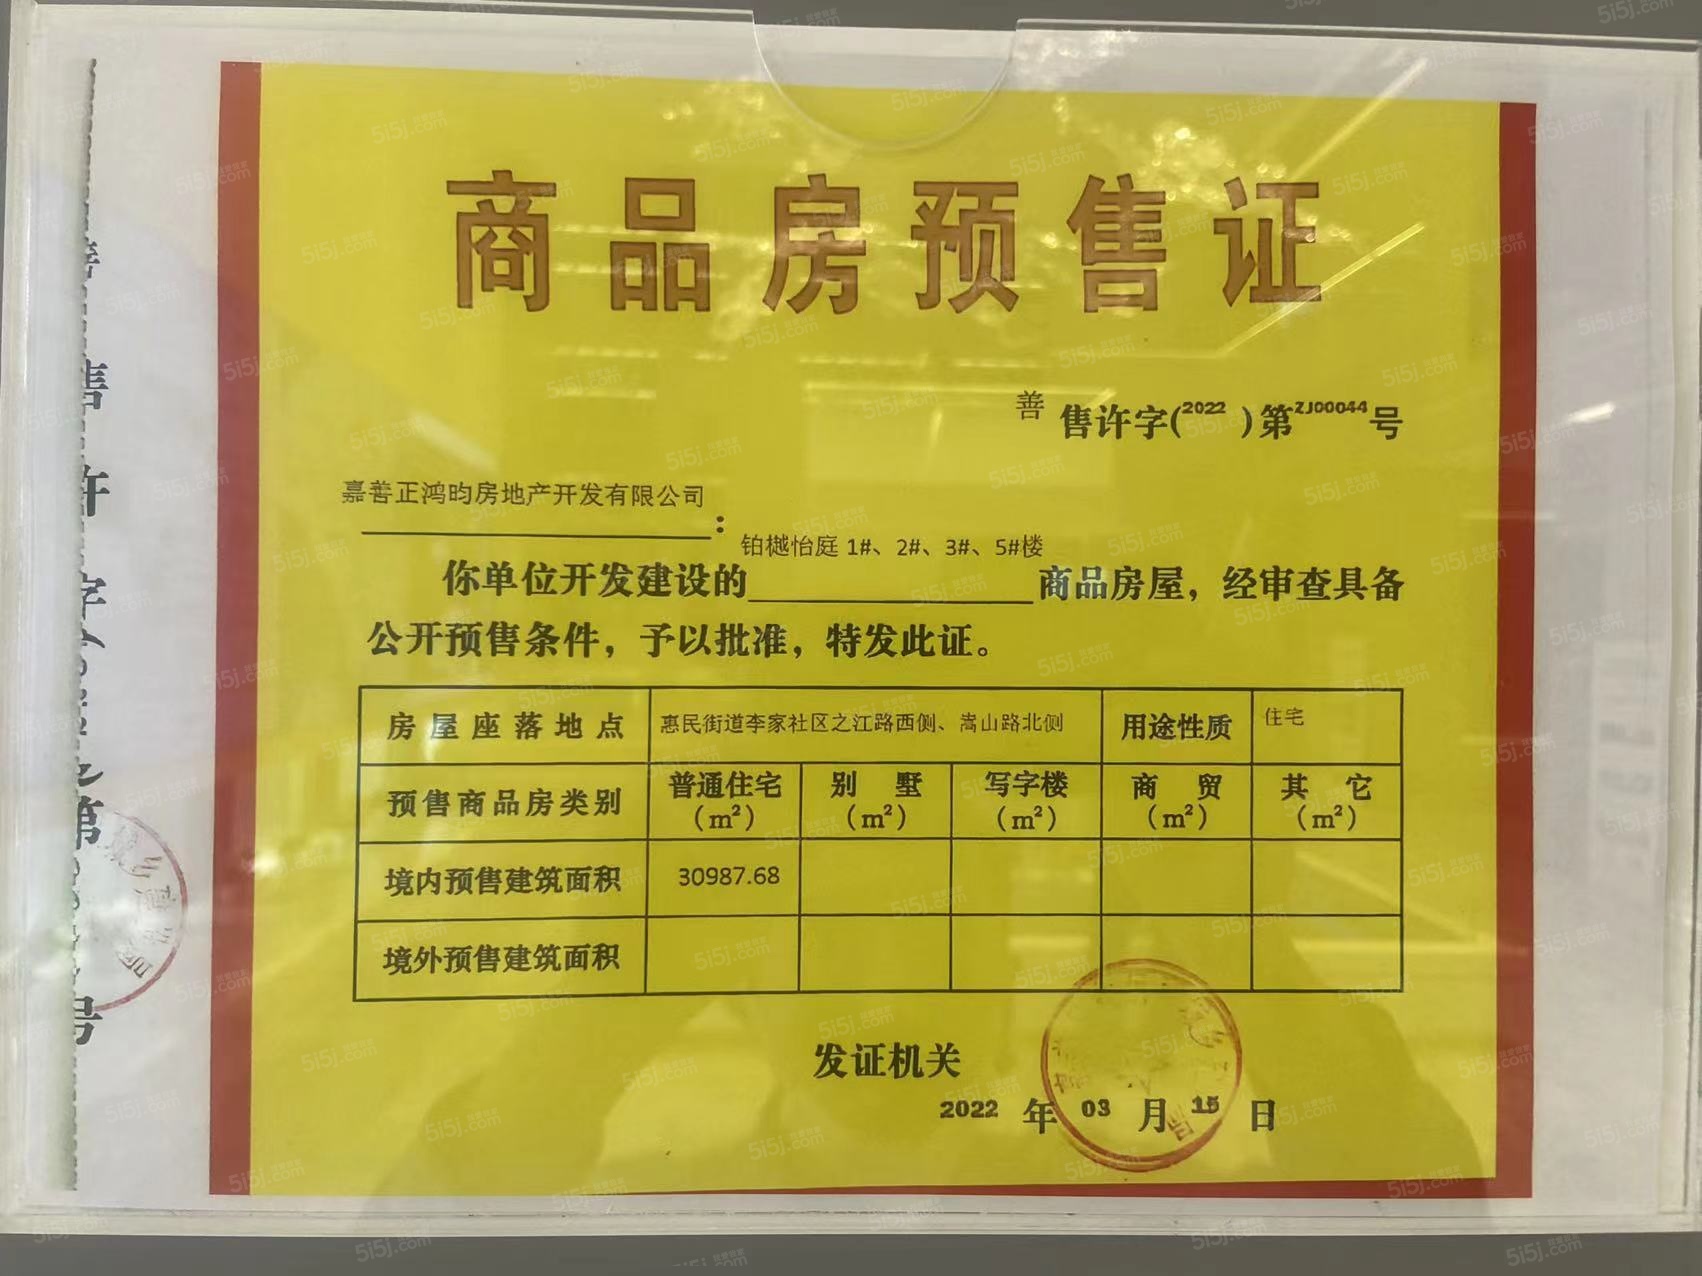 商品房预售证
善售许字(2022)第ZJ00044号
嘉善正鸿昀房地产开发有限公司：
铂樾怡庭 1#、2#、3#、5#楼
你单位开发建设的 商品房屋，经审查具备
公开预售条件，予以批准，特发此证。
房屋座落地点 惠民街道李家社区之江路西侧、嵩山路北侧 用途性质 住宅
预售商品房类别 普通住宅（m²） 别墅（m²） 写字楼（m²） 商贸（m²） 其它（m²）
境内预售建筑面积 30987.68
境外预售建筑面积
发证机关
2022 年 03 月 15 日
5i5j.com